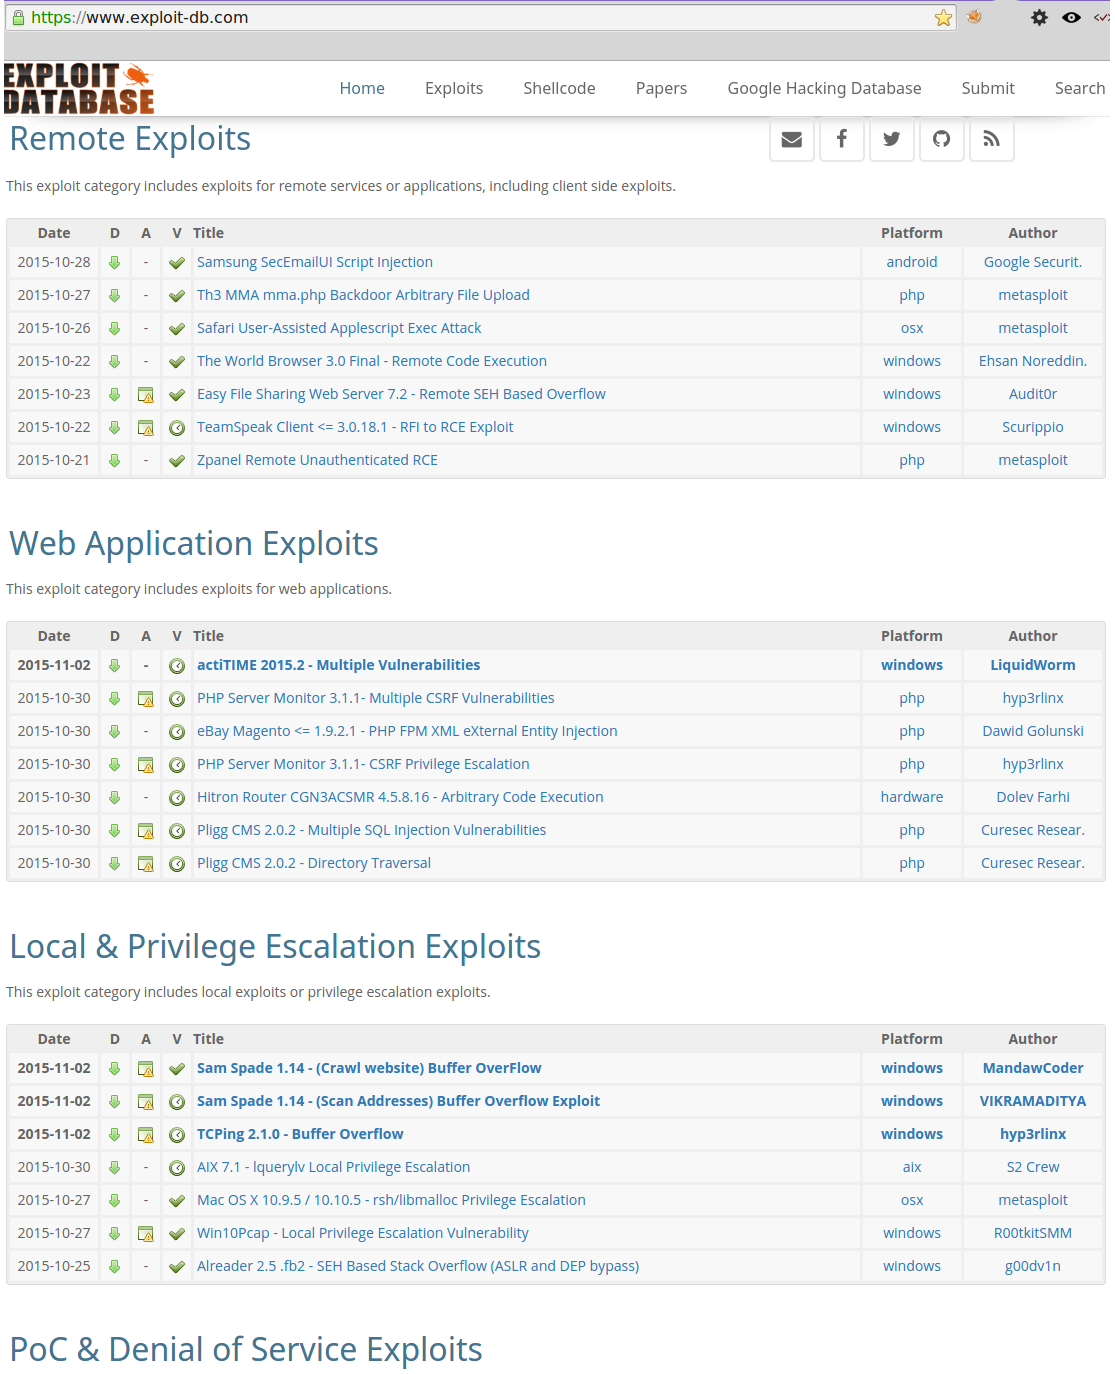 https://www.exploit-db.com
EXPLOIT
DATABASE
Home Exploits Shellcode Papers Google Hacking Database Submit Search
Remote Exploits
This exploit category includes exploits for remote services or applications, including client side exploits.
Date D A V Title Platform Author
2015-10-28 - Samsung SecEmailUI Script Injection android Google Securit.
2015-10-27 - Th3 MMA mma.php Backdoor Arbitrary File Upload php metasploit
2015-10-26 - Safari User-Assisted Applescript Exec Attack osx metasploit
2015-10-22 - The World Browser 3.0 Final - Remote Code Execution windows Ehsan Noreddin.
2015-10-23 Easy File Sharing Web Server 7.2 - Remote SEH Based Overflow windows Audit0r
2015-10-22 TeamSpeak Client <= 3.0.18.1 - RFI to RCE Exploit windows Scurippio
2015-10-21 - Zpanel Remote Unauthenticated RCE php metasploit
Web Application Exploits
This exploit category includes exploits for web applications.
Date D A V Title Platform Author
2015-11-02 - actiTIME 2015.2 - Multiple Vulnerabilities windows LiquidWorm
2015-10-30 PHP Server Monitor 3.1.1- Multiple CSRF Vulnerabilities php hyp3rlinx
2015-10-30 - eBay Magento <= 1.9.2.1 - PHP FPM XML eXternal Entity Injection php Dawid Golunski
2015-10-30 PHP Server Monitor 3.1.1- CSRF Privilege Escalation php hyp3rlinx
2015-10-30 - Hitron Router CGN3ACSMR 4.5.8.16 - Arbitrary Code Execution hardware Dolev Farhi
2015-10-30 Pligg CMS 2.0.2 - Multiple SQL Injection Vulnerabilities php Curesec Resear.
2015-10-30 Pligg CMS 2.0.2 - Directory Traversal php Curesec Resear.
Local & Privilege Escalation Exploits
This exploit category includes local exploits or privilege escalation exploits.
Date D A V Title Platform Author
2015-11-02 Sam Spade 1.14 - (Crawl website) Buffer OverFlow windows MandawCoder
2015-11-02 Sam Spade 1.14 - (Scan Addresses) Buffer Overflow Exploit windows VIKRAMADITYA
2015-11-02 TCPing 2.1.0 - Buffer Overflow windows hyp3rlinx
2015-10-30 - AIX 7.1 - lquerylv Local Privilege Escalation aix S2 Crew
2015-10-27 - Mac OS X 10.9.5 / 10.10.5 - rsh/libmalloc Privilege Escalation osx metasploit
2015-10-27 Win10Pcap - Local Privilege Escalation Vulnerability windows R00tkitSMM
2015-10-25 - Alreader 2.5 .fb2 - SEH Based Stack Overflow (ASLR and DEP bypass) windows g00dv1n
PoC & Denial of Service Exploits